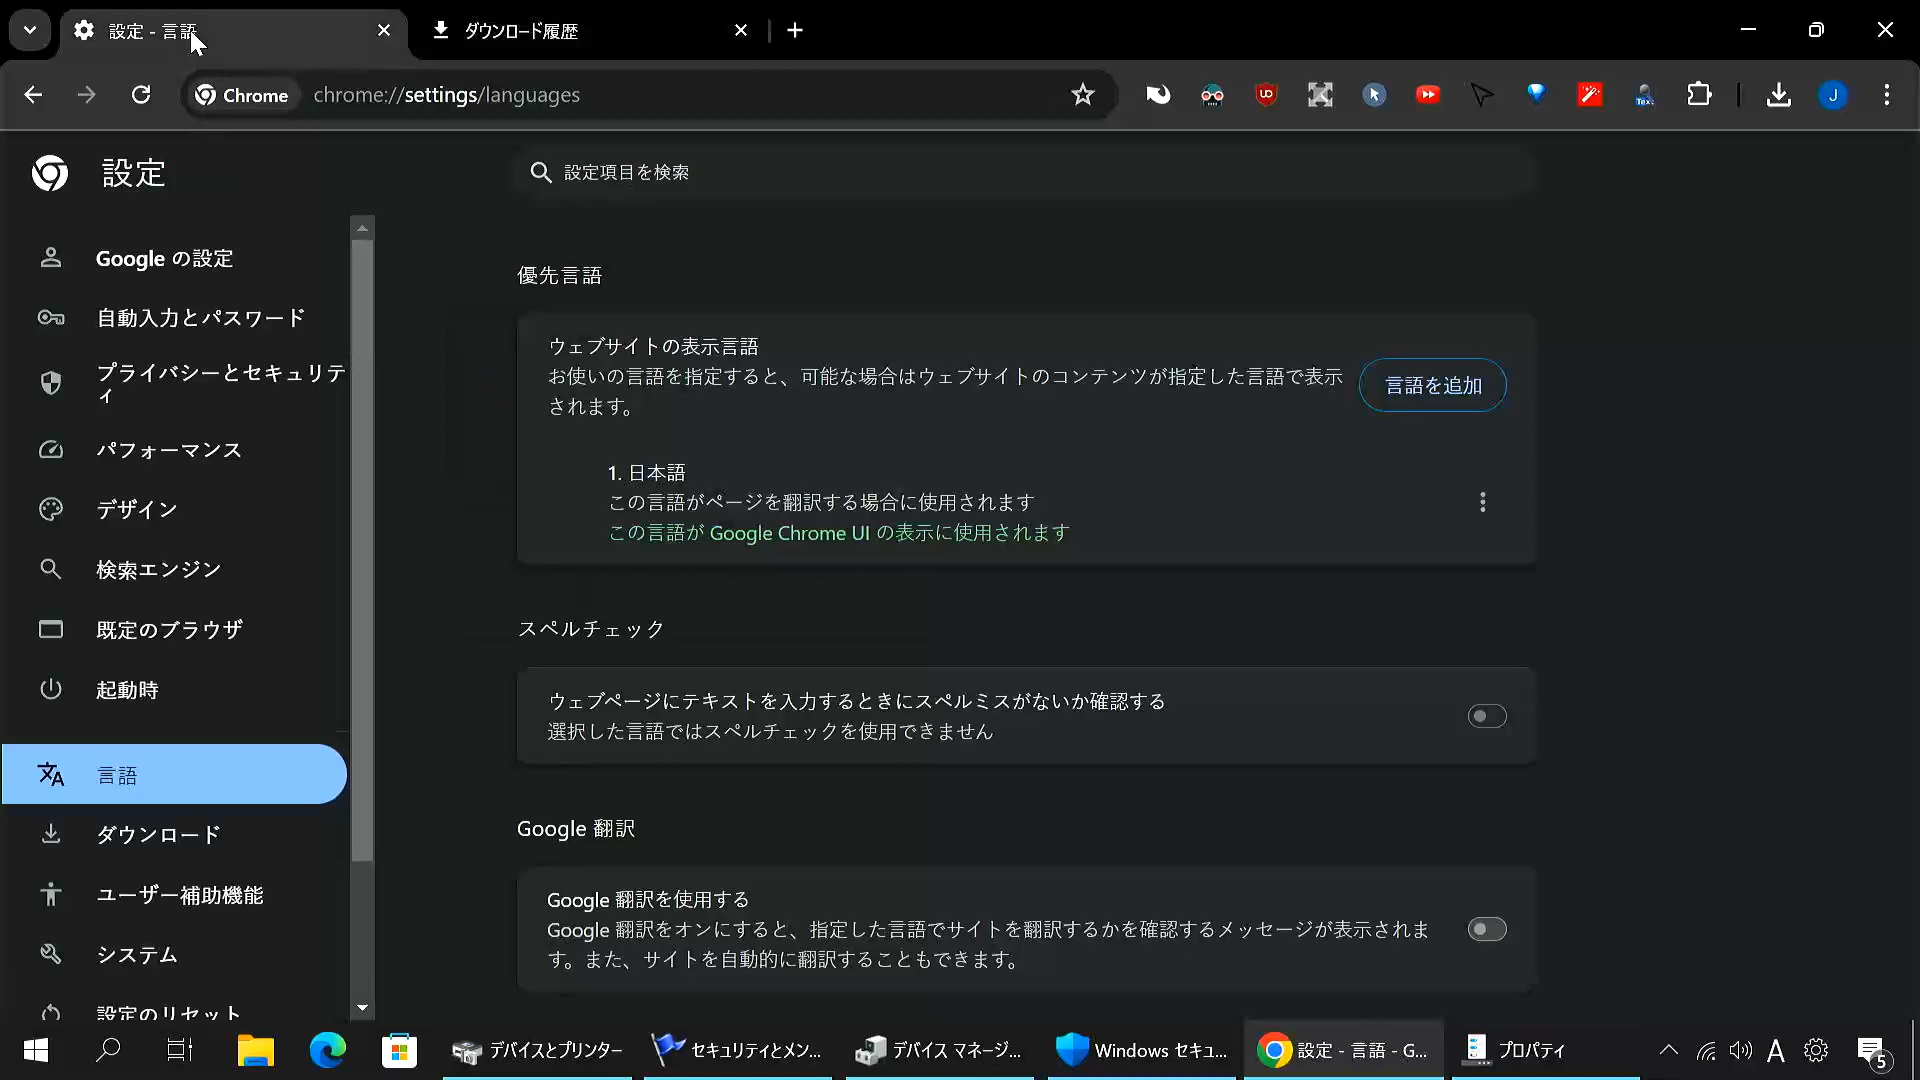 設定 - 言語
ダウンロード履歴
Chrome
chrome://settings/languages
UO
Text
J
設定
設定項目を検索
Google の設定
自動入力とパスワード
プライバシーとセキュリテ
ィ
パフォーマンス
デザイン
検索エンジン
既定のブラウザ
起動時
言語
ダウンロード
ユーザー補助機能
システム
設定のリセット
優先言語
ウェブサイトの表示言語
お使いの言語を指定すると、可能な場合はウェブサイトのコンテンツが指定した言語で表示
されます。
言語を追加
1. 日本語
この言語がページを翻訳する場合に使用されます
この言語が Google Chrome UI の表示に使用されます
スペルチェック
ウェブページにテキストを入力するときにスペルミスがないか確認する
選択した言語ではスペルチェックを使用できません
Google 翻訳
Google 翻訳を使用する
Google 翻訳をオンにすると、指定した言語でサイトを翻訳するかを確認するメッセージが表示されま
す。また、サイトを自動的に翻訳することもできます。
デバイスとプリンター
セキュリティとメン...
デバイス マネージ...
Windows セキュ...
設定 - 言語 - G...
プロパティ
A
5